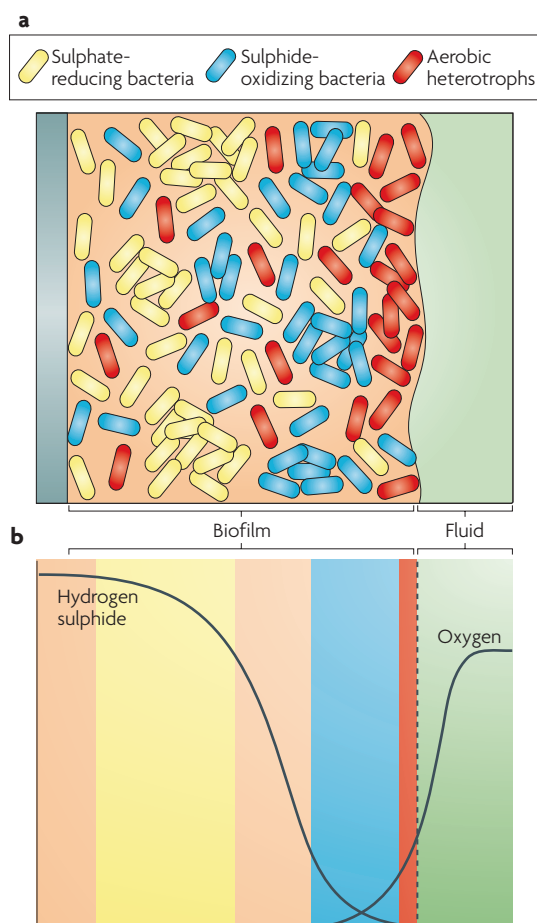 a
Sulphate-
reducing bacteria
Sulphide-
oxidizing bacteria
Aerobic
heterotrophs
Biofilm
Fluid
b
Hydrogen
sulphide
Oxygen